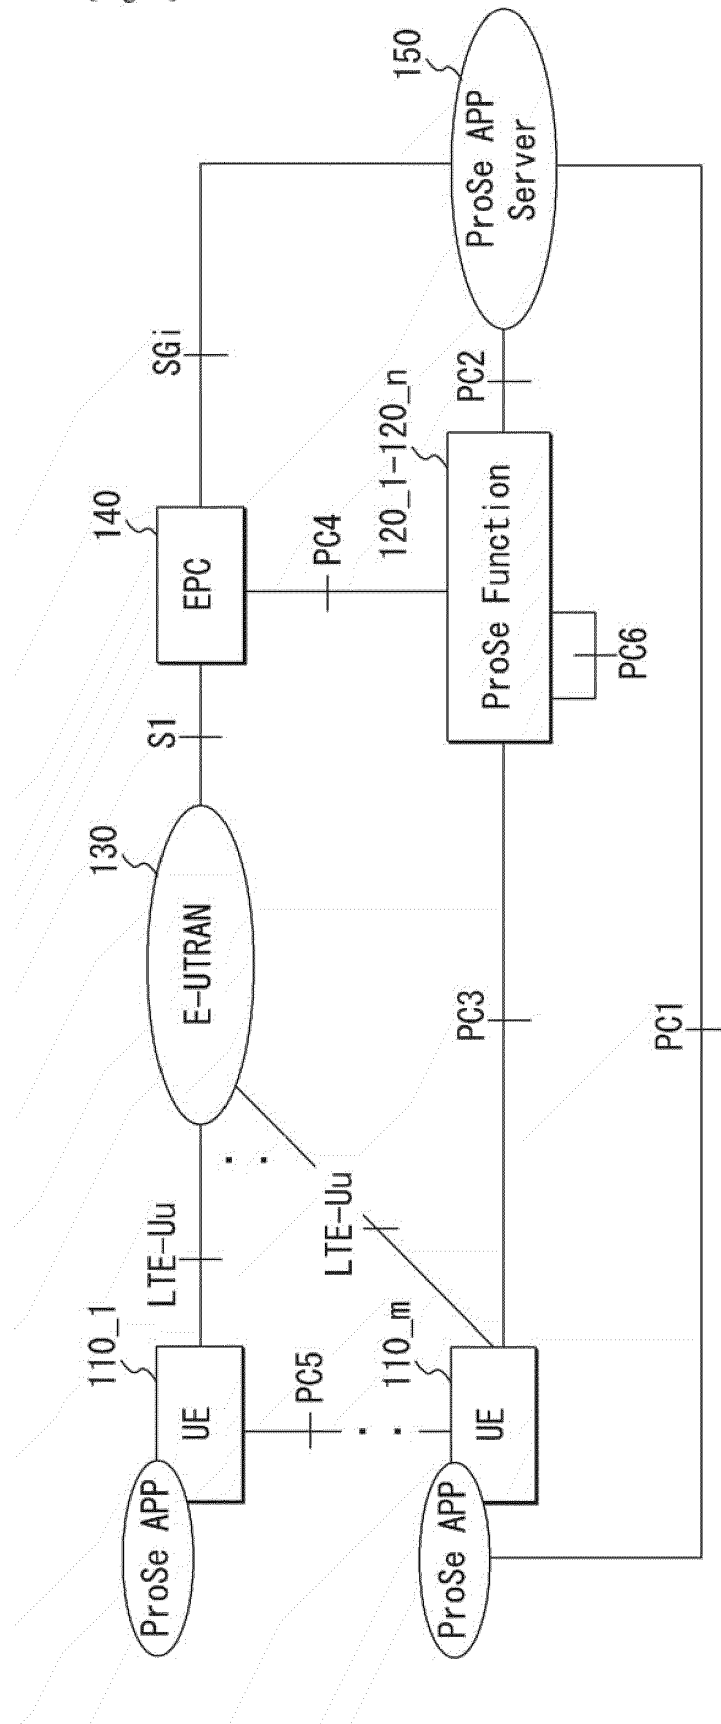 ProSe APP
UE
110_1
LTE-Uu
E-UTRAN
130
S1
EPC
140
SGi
PC5
LTE-Uu
PC4
ProSe APP
UE
110_m
PC3
ProSe Function
120_1-120_n
PC2
ProSe APP
Server
150
PC6
PC1